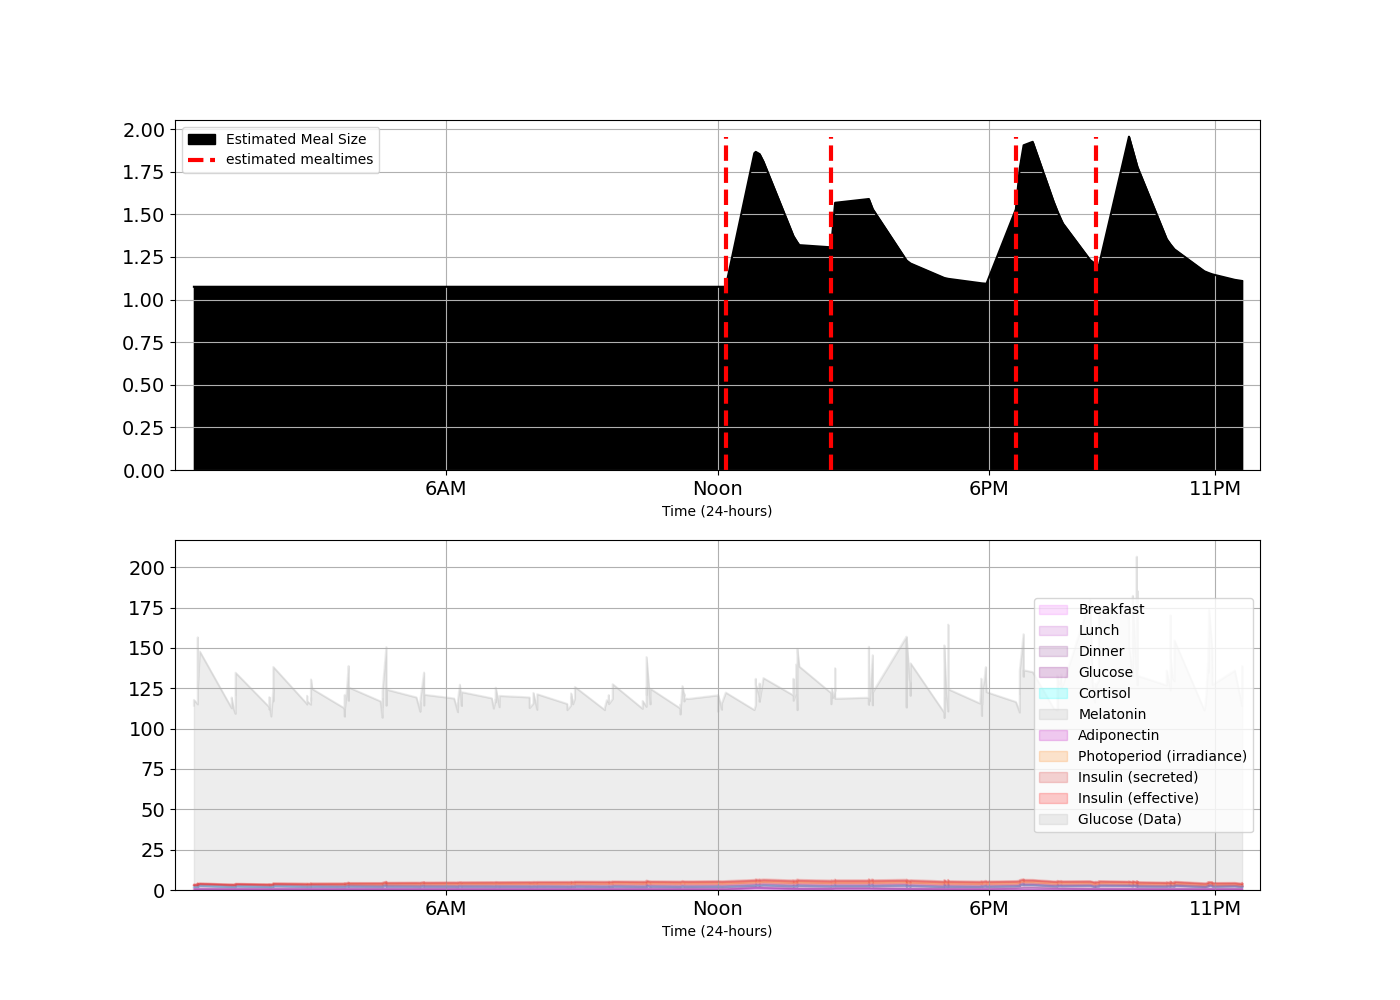 2.00
1.75
1.50
1.25
1.00
0.75
0.50
0.25
0.00
Estimated Meal Size
estimated mealtimes
6AM Noon 6PM 11PM
Time (24-hours)
200
175
150
125
100
75
50
25
0
Breakfast
Lunch
Dinner
Glucose
Cortisol
Melatonin
Adiponectin
Photoperiod (irradiance)
Insulin (secreted)
Insulin (effective)
Glucose (Data)
6AM Noon 6PM 11PM
Time (24-hours)